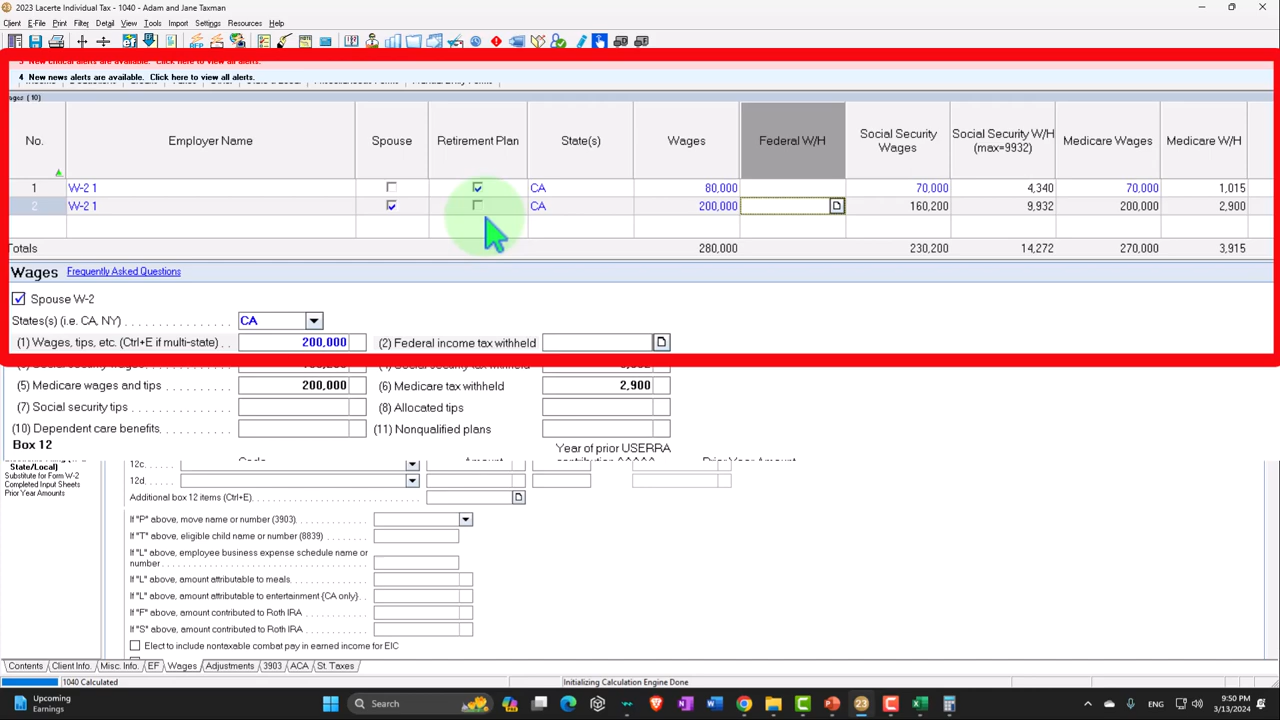 2023 Lacerte Individual Tax - 1040 - Adam and Jane Taxman
Client E-File Print Filter Detail View Tools Import Settings Resources Help
3 New critical alerts are available. Click here to view all alerts.
4 New news alerts are available. Click here to view all alerts.
No. Employer Name Spouse Retirement Plan State(s) Wages Federal W/H Social Security Wages Social Security W/H (max=9932) Medicare Wages Medicare W/H
1 W-2 1 CA 80,000 70,000 4,340 70,000 1,015
2 W-2 1 CA 200,000 160,200 9,932 200,000 2,900
Totals 280,000 230,200 14,272 270,000 3,915
Wages Frequently Asked Questions
Spouse W-2
States(s) (i.e. CA, NY) CA
(1) Wages, tips, etc. (Ctrl+E if multi-state) 200,000 (2) Federal income tax withheld
(5) Medicare wages and tips 200,000 (6) Medicare tax withheld 2,900
(7) Social security tips (8) Allocated tips
(10) Dependent care benefits (11) Nonqualified plans
Box 12 Year of prior USERRA
State/Local)
Substitute for Form W-2
Completed Input Sheets
Prior Year Amounts
12c.
12d.
Additional box 12 items (Ctrl+E)
If "P" above, move name or number (3903)
If "T" above, eligible child name or number (8839)
If "L" above, employee business expense schedule name or number
If "L" above, amount attributable to meals
If "L" above, amount attributable to entertainment {CA only}
If "F" above, amount contributed to Roth IRA
If "S" above, amount contributed to Roth IRA
Elect to include nontaxable combat pay in earned income for EIC
Contents Client Info. Misc. Info. EF Wages Adjustments 3903 ACA St. Taxes
1040 Calculated Initializing Calculation Engine Done
Upcoming
Earnings
Search
ENG
9:50 PM
3/13/2024